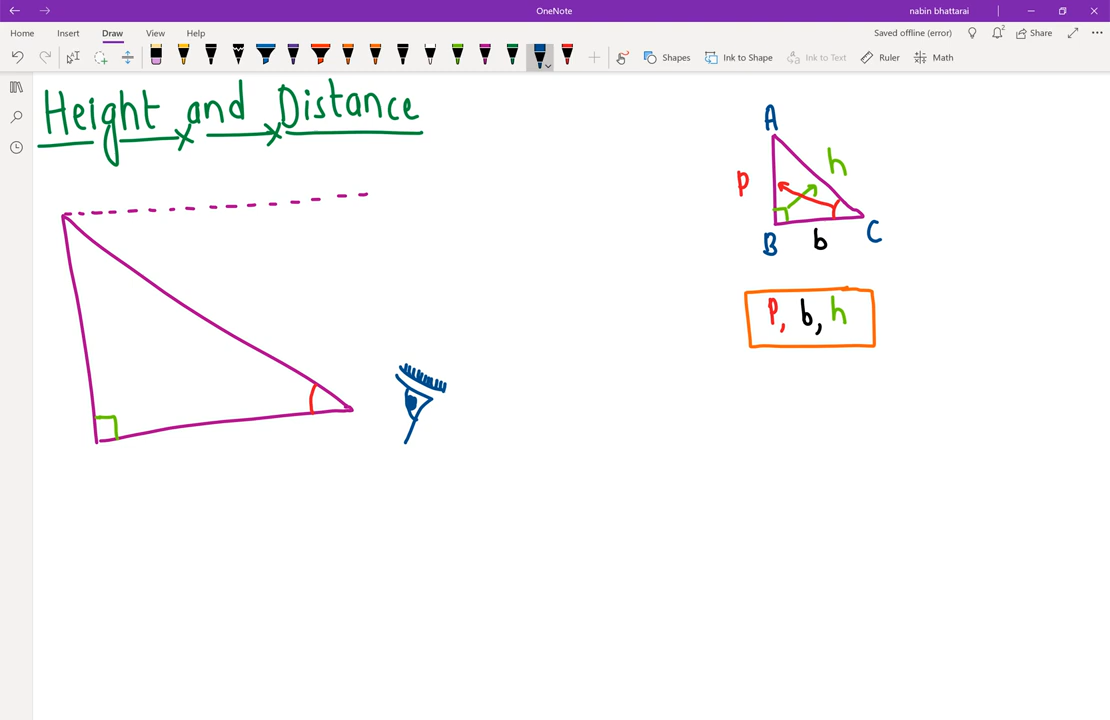 OneNote
nabin bhattarai
Home Insert Draw View Help
Saved offline (error)
Share
Shapes
Ink to Shape
Ink to Text
Ruler
Math
Height and Distance
A
p
h
B
b
C
p, b, h